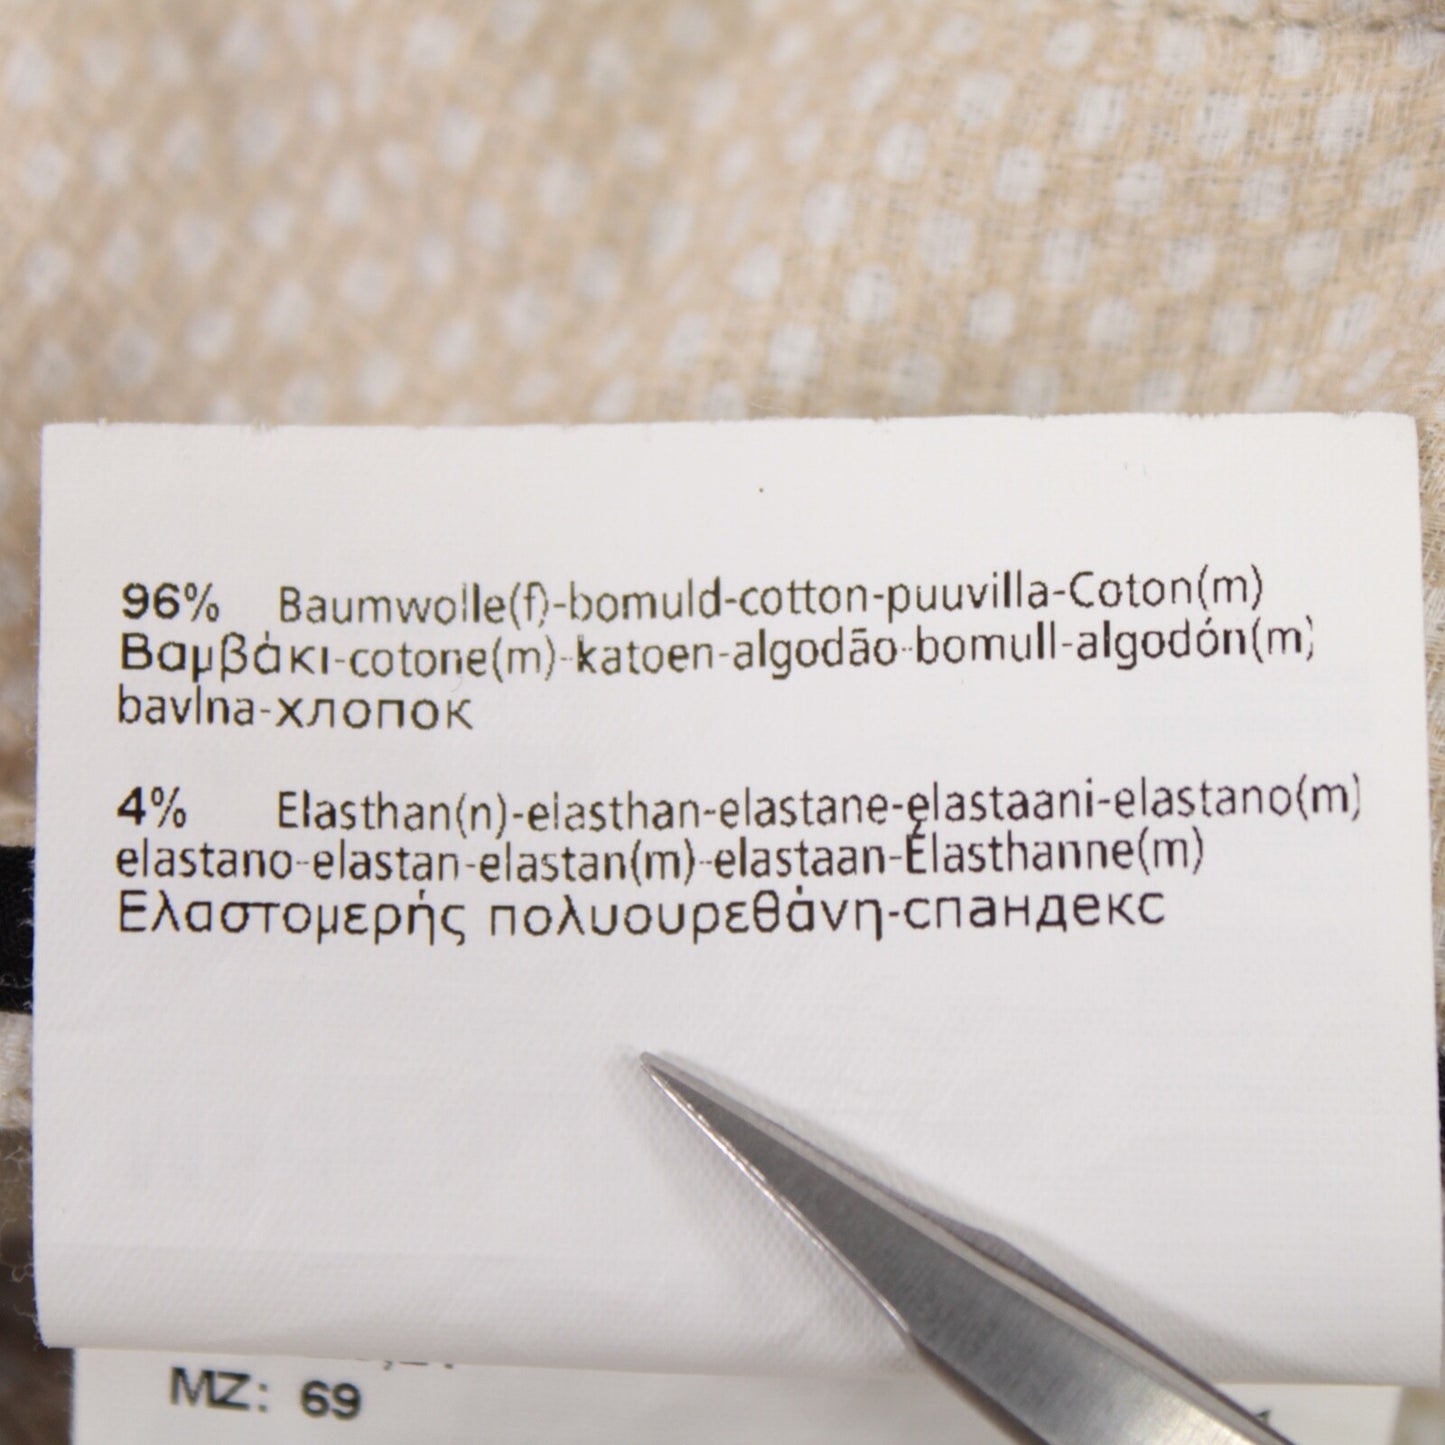 96% Baumwolle(f)-bomuld-cotton-puuvilla-Coton(m)
Βαμβάκι-cotone(m)-katoen-algodão-bomull-algodón(m)
bavlna-хлопок
4% Elasthan(n)-elasthan-elastane-elastaani-elastano(m)
elastano-elastan-elastan(m)-elastaan-Élasthanne(m)
Ελαστομερής πολυουρεθάνη-спандекс
MZ: 69